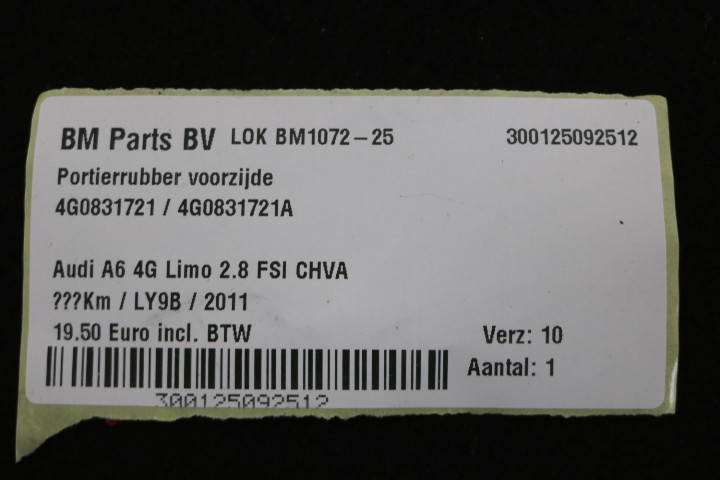 BM Parts BV LOK BM1072-25 300125092512
Portierrubber voorzijde
4G0831721 / 4G0831721A
Audi A6 4G Limo 2.8 FSI CHVA
???Km / LY9B / 2011
19.50 Euro incl. BTW Verz: 10
Aantal: 1
300125092512